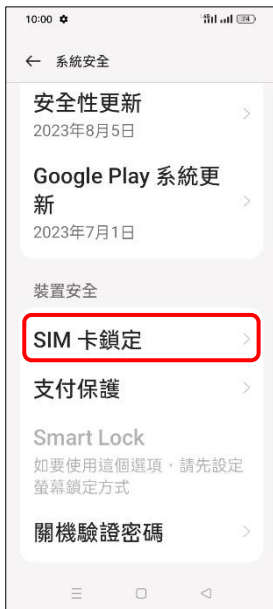 10:00
74
系統安全
安全性更新
2023年8月5日
Google Play 系統更
新
2023年7月1日
裝置安全
SIM 卡鎖定
支付保護
Smart Lock
如要使用這個選項，請先設定
螢幕鎖定方式
關機驗證密碼